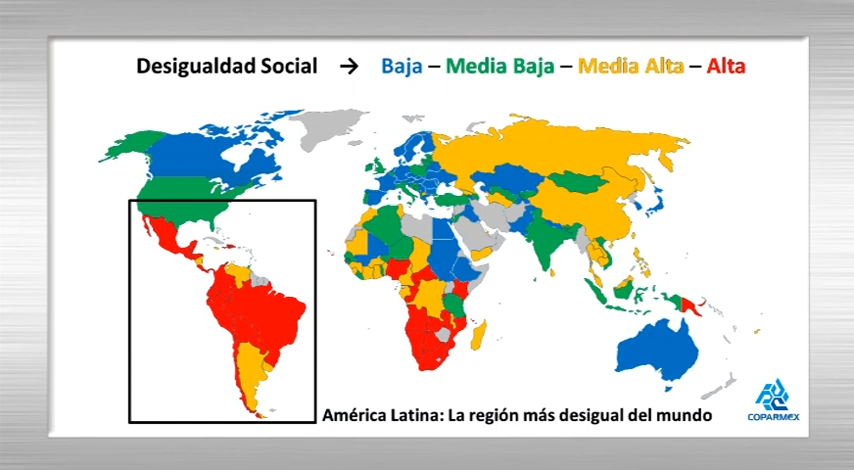 Desigualdad Social → Baja – Media Baja – Media Alta – Alta
América Latina: La región más desigual del mundo
COPARMEX